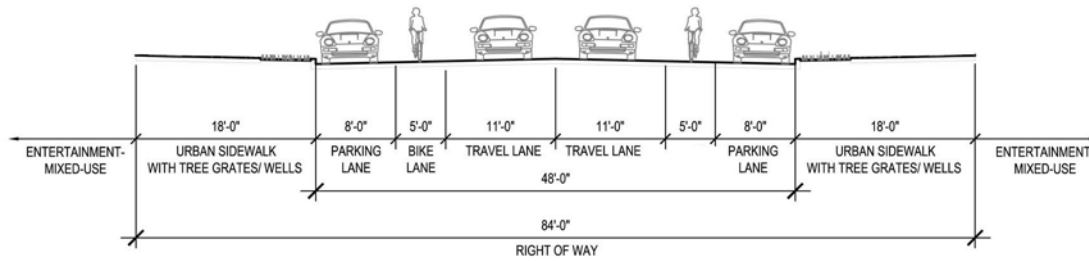 18'-0" 8'-0" 5'-0" 11'-0" 11'-0" 5'-0" 8'-0" 18'-0"
ENTERTAINMENT-
MIXED-USE
URBAN SIDEWALK
WITH TREE GRATES/ WELLS
PARKING
LANE
BIKE
LANE
TRAVEL LANE
TRAVEL LANE
PARKING
LANE
URBAN SIDEWALK
WITH TREE GRATES/ WELLS
ENTERTAINMENT
MIXED-USE
48'-0"
84'-0"
RIGHT OF WAY